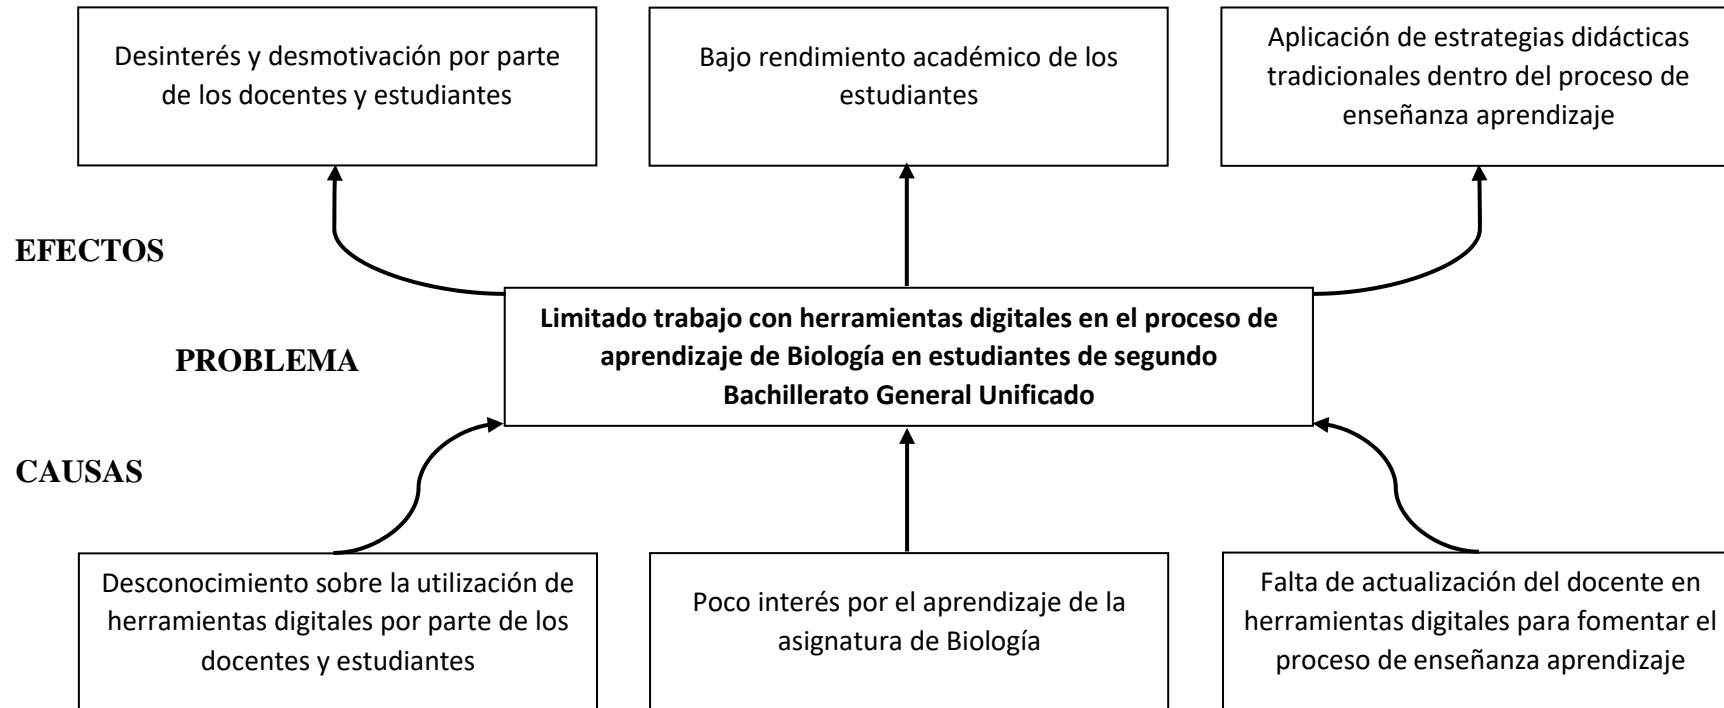 Desinterés y desmotivación por parte
de los docentes y estudiantes
Bajo rendimiento académico de los
estudiantes
Aplicación de estrategias didácticas
tradicionales dentro del proceso de
enseñanza aprendizaje
EFECTOS
Limitado trabajo con herramientas digitales en el proceso de
aprendizaje de Biología en estudiantes de segundo
Bachillerato General Unificado
PROBLEMA
CAUSAS
Desconocimiento sobre la utilización de
herramientas digitales por parte de los
docentes y estudiantes
Poco interés por el aprendizaje de la
asignatura de Biología
Falta de actualización del docente en
herramientas digitales para fomentar el
proceso de enseñanza aprendizaje